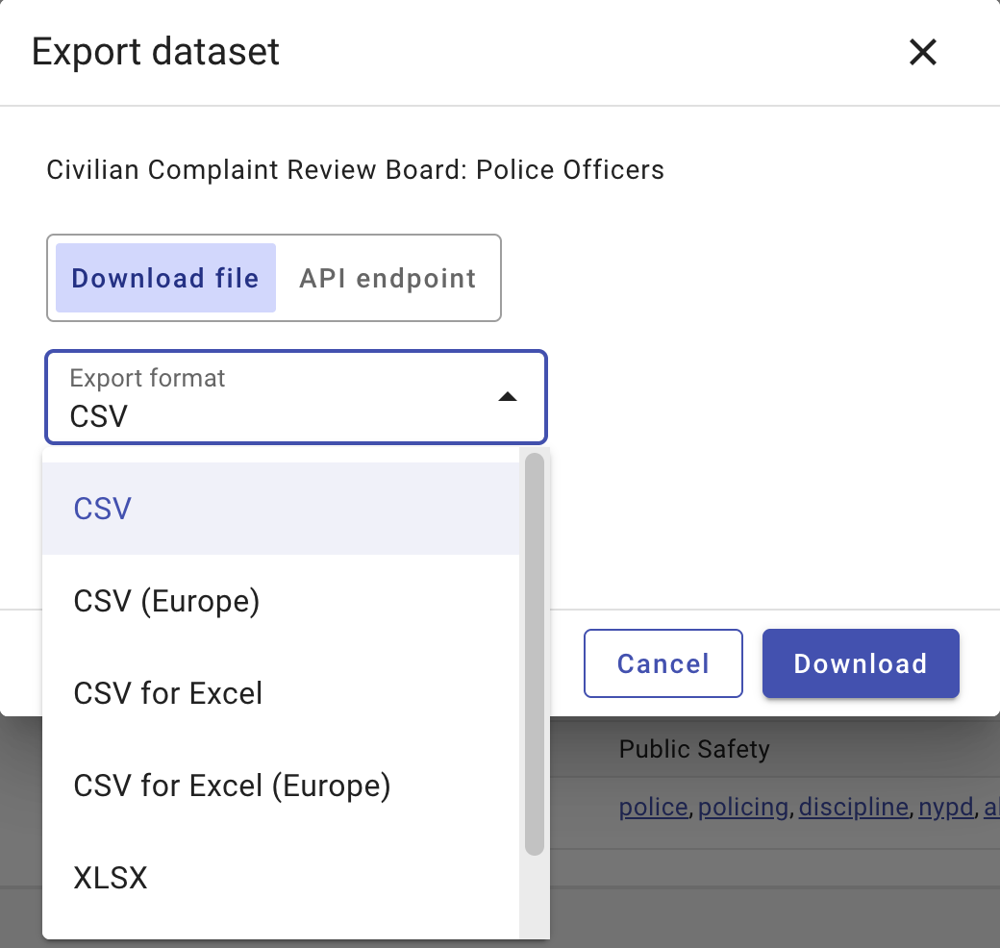 Export dataset
Civilian Complaint Review Board: Police Officers
Download file API endpoint
Export format
CSV
CSV
CSV (Europe)
CSV for Excel
CSV for Excel (Europe)
XLSX
Cancel Download
Public Safety
police, policing, discipline, nypd,